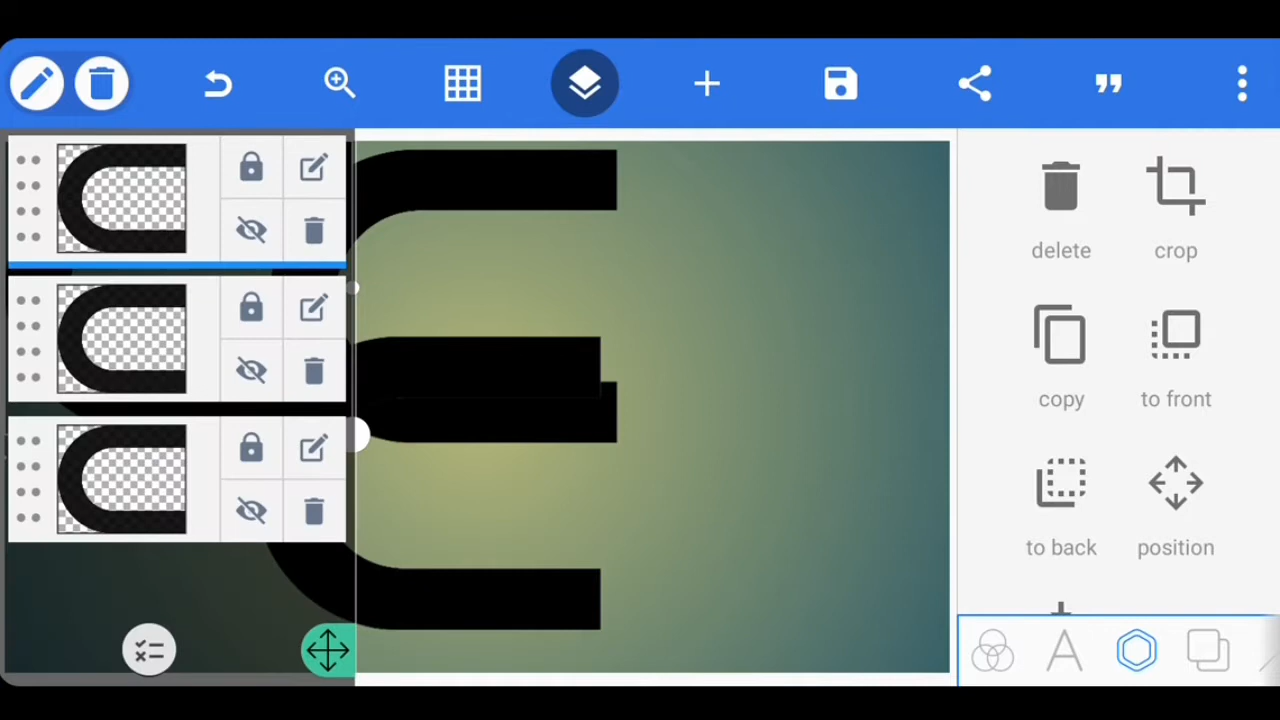 delete
crop
copy
to front
to back
position